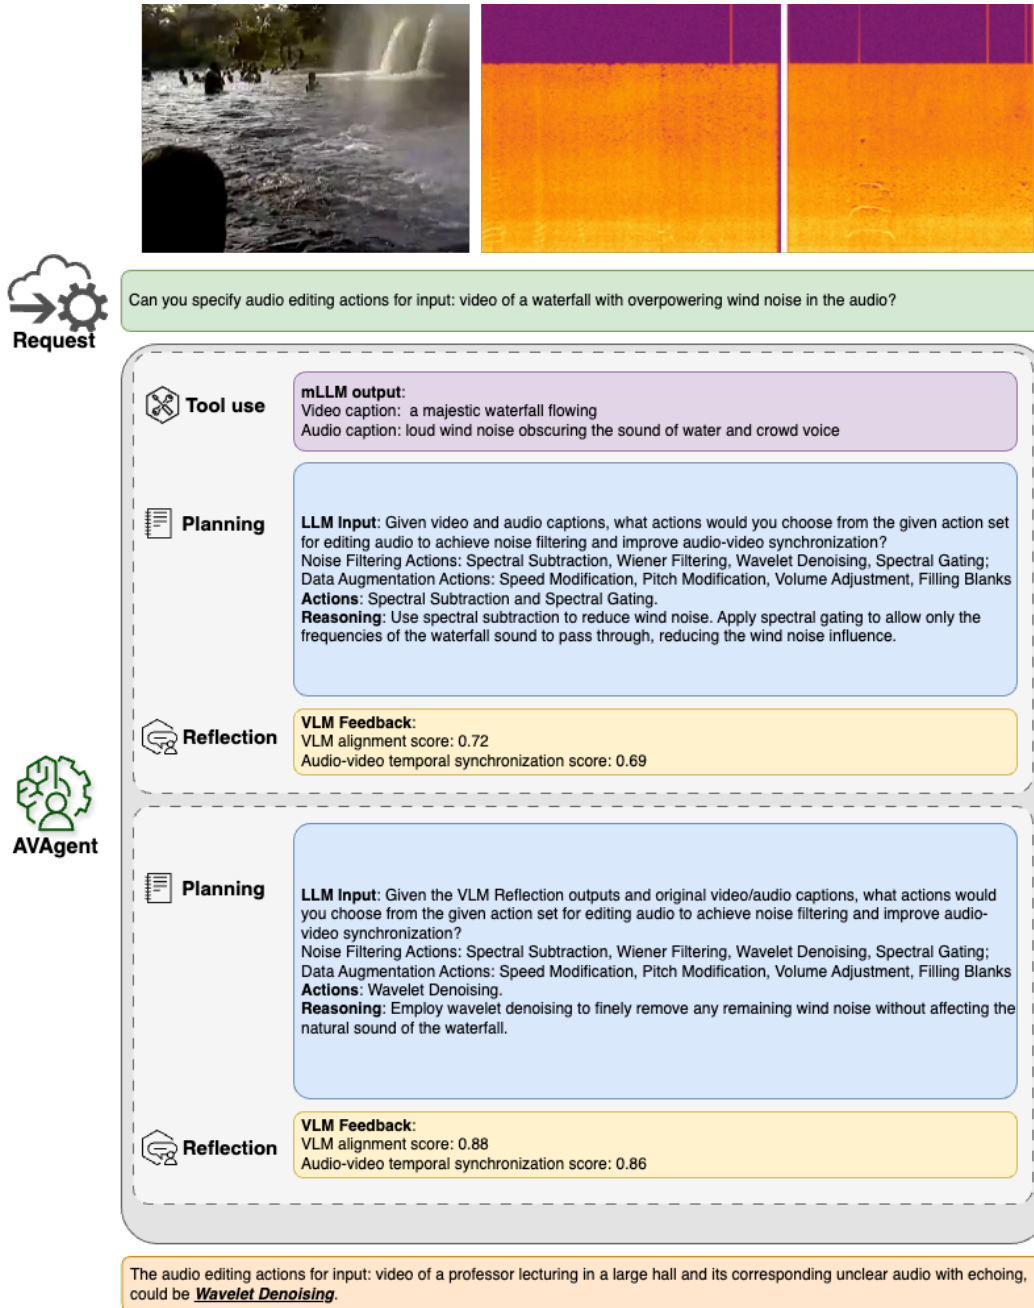 Can you specify audio editing actions for input: video of a waterfall with overpowering wind noise in the audio?
Request
Tool use
mLLM output:
Video caption:  a majestic waterfall flowing
Audio caption: loud wind noise obscuring the sound of water and crowd voice
Planning
LLM Input: Given video and audio captions, what actions would you choose from the given action set
for editing audio to achieve noise filtering and improve audio-video synchronization?
Noise Filtering Actions: Spectral Subtraction, Wiener Filtering, Wavelet Denoising, Spectral Gating;
Data Augmentation Actions: Speed Modification, Pitch Modification, Volume Adjustment, Filling Blanks
Actions: Spectral Subtraction and Spectral Gating.
Reasoning: Use spectral subtraction to reduce wind noise. Apply spectral gating to allow only the
frequencies of the waterfall sound to pass through, reducing the wind noise influence.
Reflection
VLM Feedback:
VLM alignment score: 0.72
Audio-video temporal synchronization score: 0.69
AVAgent
Planning
LLM Input: Given the VLM Reflection outputs and original video/audio captions, what actions would
you choose from the given action set for editing audio to achieve noise filtering and improve audio-
video synchronization?
Noise Filtering Actions: Spectral Subtraction, Wiener Filtering, Wavelet Denoising, Spectral Gating;
Data Augmentation Actions: Speed Modification, Pitch Modification, Volume Adjustment, Filling Blanks
Actions: Wavelet Denoising.
Reasoning: Employ wavelet denoising to finely remove any remaining wind noise without affecting the
natural sound of the waterfall.
Reflection
VLM Feedback:
VLM alignment score: 0.88
Audio-video temporal synchronization score: 0.86
The audio editing actions for input: video of a professor lecturing in a large hall and its corresponding unclear audio with echoing,
could be Wavelet Denoising.